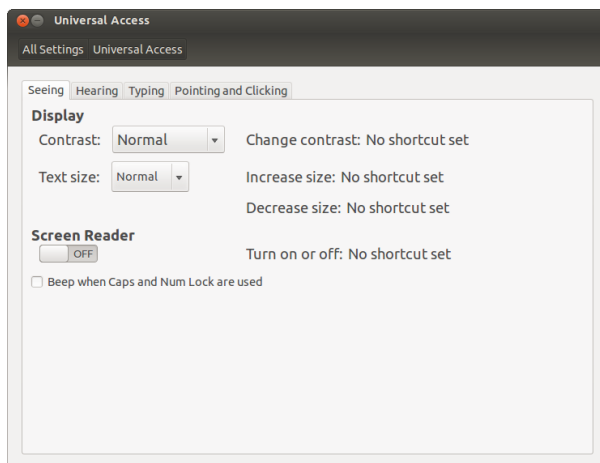 Universal Access
All Settings Universal Access
Seeing Hearing Typing Pointing and Clicking
Display
Contrast: Normal Change contrast: No shortcut set
Text size: Normal Increase size: No shortcut set
Decrease size: No shortcut set
Screen Reader
OFF Turn on or off: No shortcut set
Beep when Caps and Num Lock are used